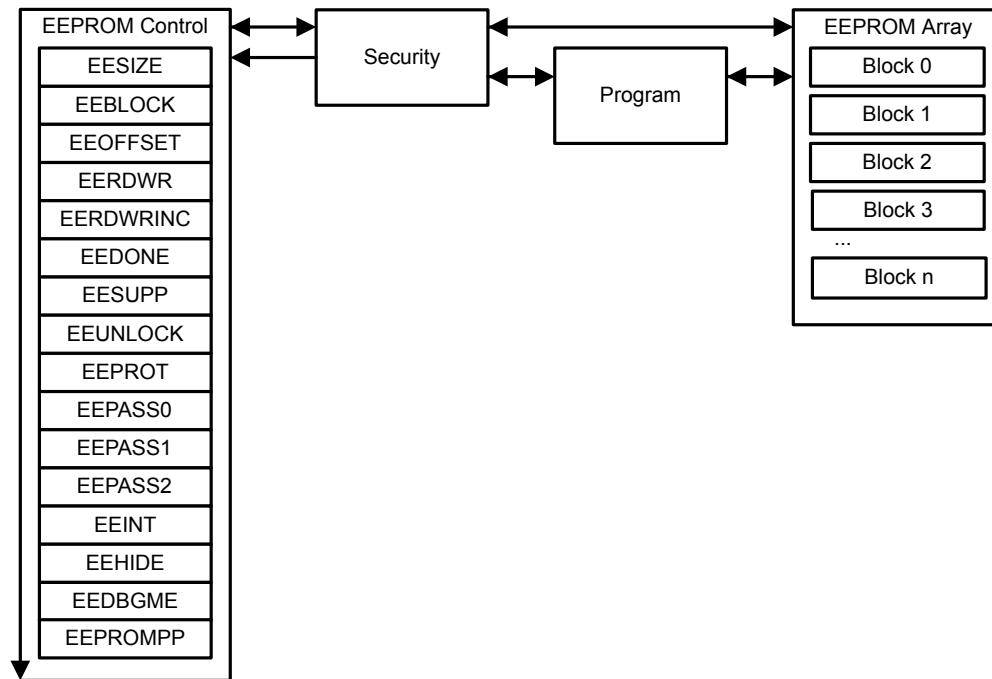 EEPROM Control
EESIZE
EEBLOCK
EEOFFSET
EERDWR
EERDWRINC
EEDONE
EESUPP
EEUNLOCK
EEPROT
EEPASS0
EEPASS1
EEPASS2
EEINT
EEHIDE
EEDBGME
EEPROMPP
Security
Program
EEPROM Array
Block 0
Block 1
Block 2
Block 3
...
Block n